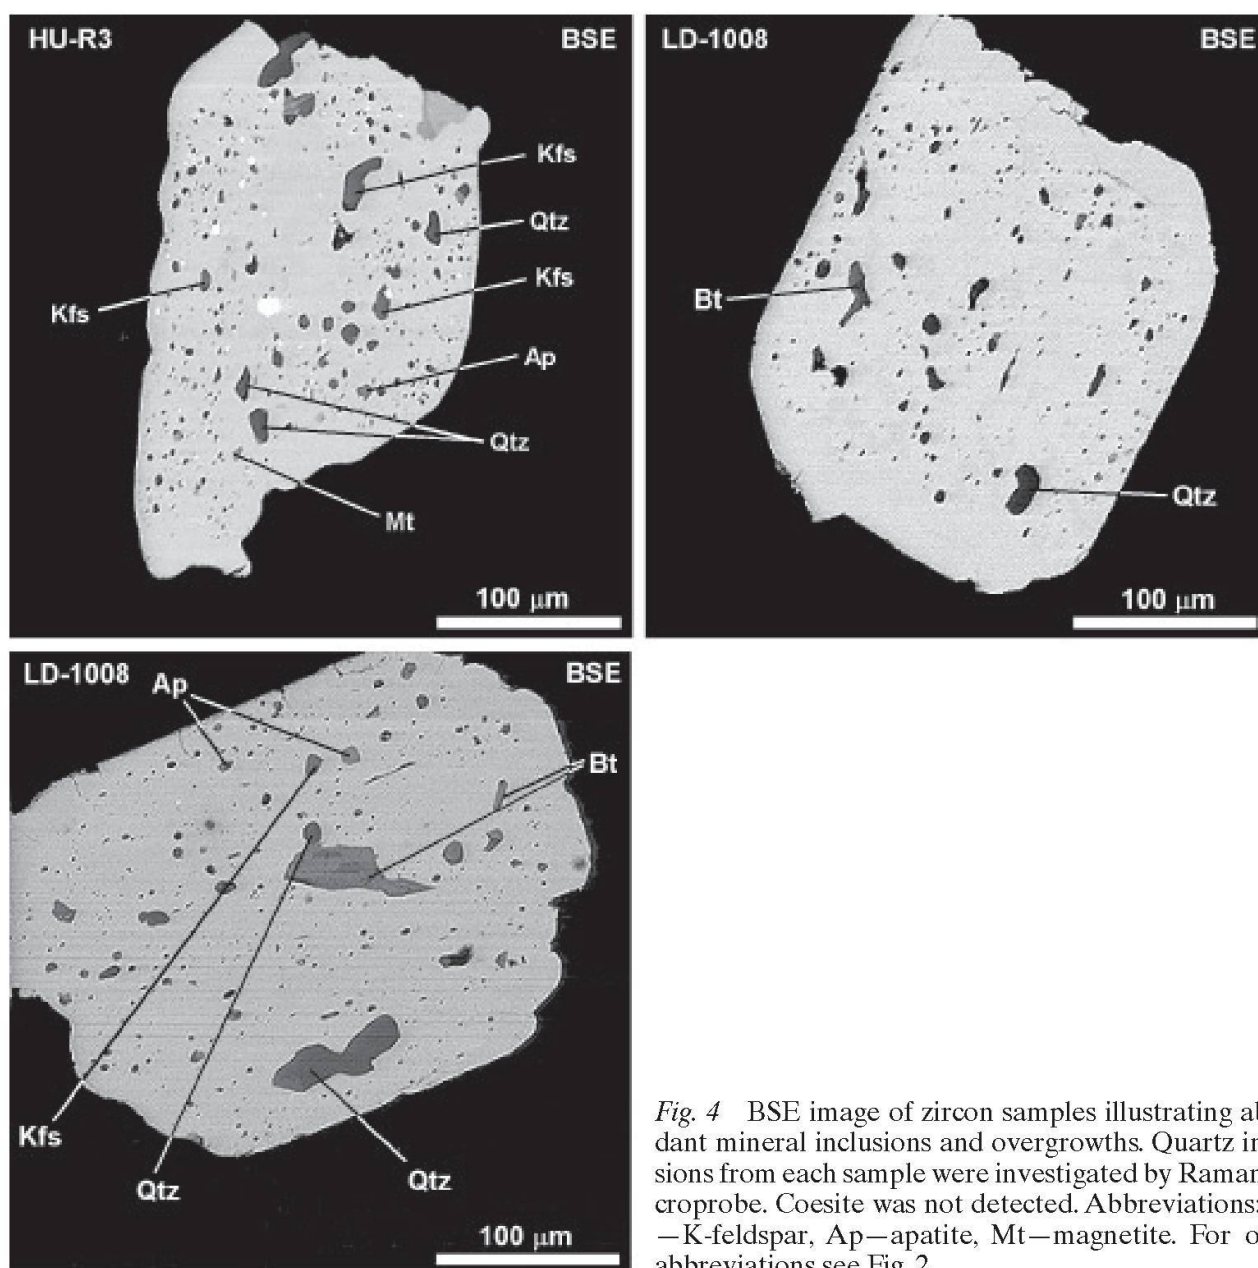 HU-R3 BSE
Kfs
Qtz
Kfs
Kfs
Ap
Qtz
Mt
100 μm
LD-1008 BSE
Bt
Qtz
100 μm
LD-1008 BSE
Ap
Bt
Kfs
Qtz
Qtz
100 μm
Fig. 4 BSE image of zircon samples illustrating
dant mineral inclusions and overgrowths. Quartz
sions from each sample were investigated by Raman
croprobe. Coesite was not detected. Abbreviations:
—K-feldspar, Ap—apatite, Mt—magnetite. For
abbreviations see Fig. 2